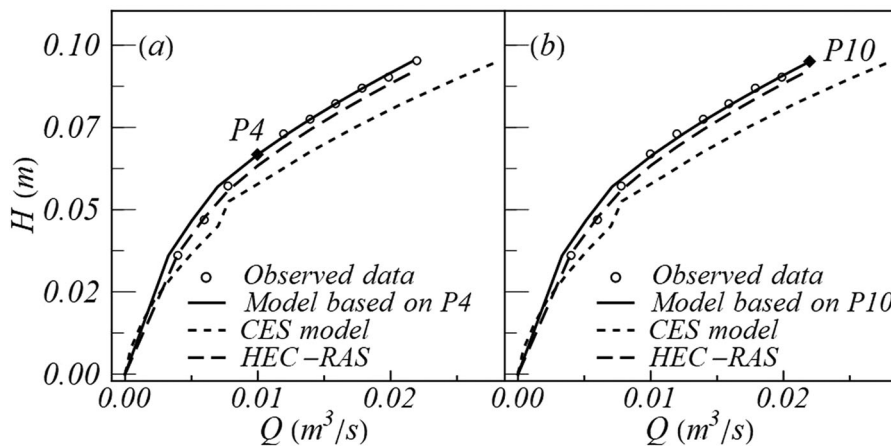 0.10
(a)
P4
0.07
H (m)
Observed data
0.02
Model based on P4
CES model
HEC–RAS
0.00
0.00
0.01
0.02
Q (m³/s)
(b)
P10
Observed data
Model based on P10
CES model
HEC–RAS
0.00
0.01
0.02
Q (m³/s)
0.05